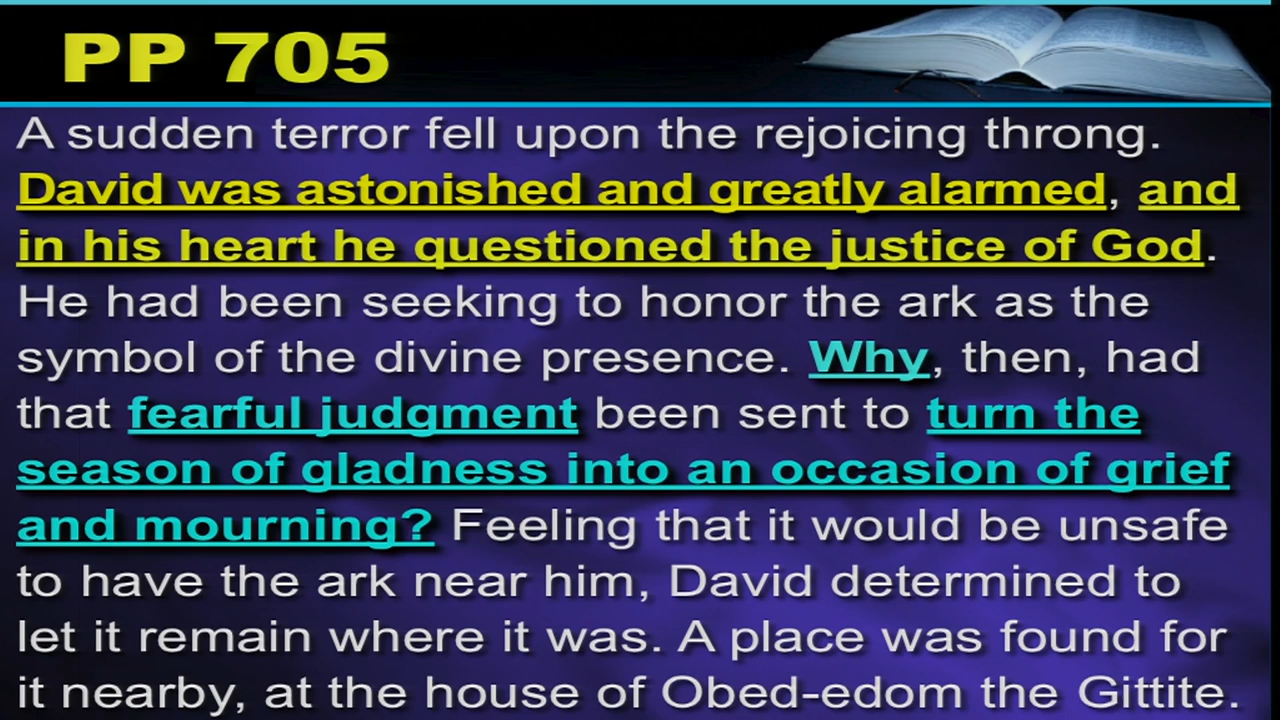 PP 705
A sudden terror fell upon the rejoicing throng.
David was astonished and greatly alarmed, and
in his heart he questioned the justice of God.
He had been seeking to honor the ark as the
symbol of the divine presence. Why, then, had
that fearful judgment been sent to turn the
season of gladness into an occasion of grief
and mourning? Feeling that it would be unsafe
to have the ark near him, David determined to
let it remain where it was. A place was found for
it nearby, at the house of Obed-edom the Gittite.